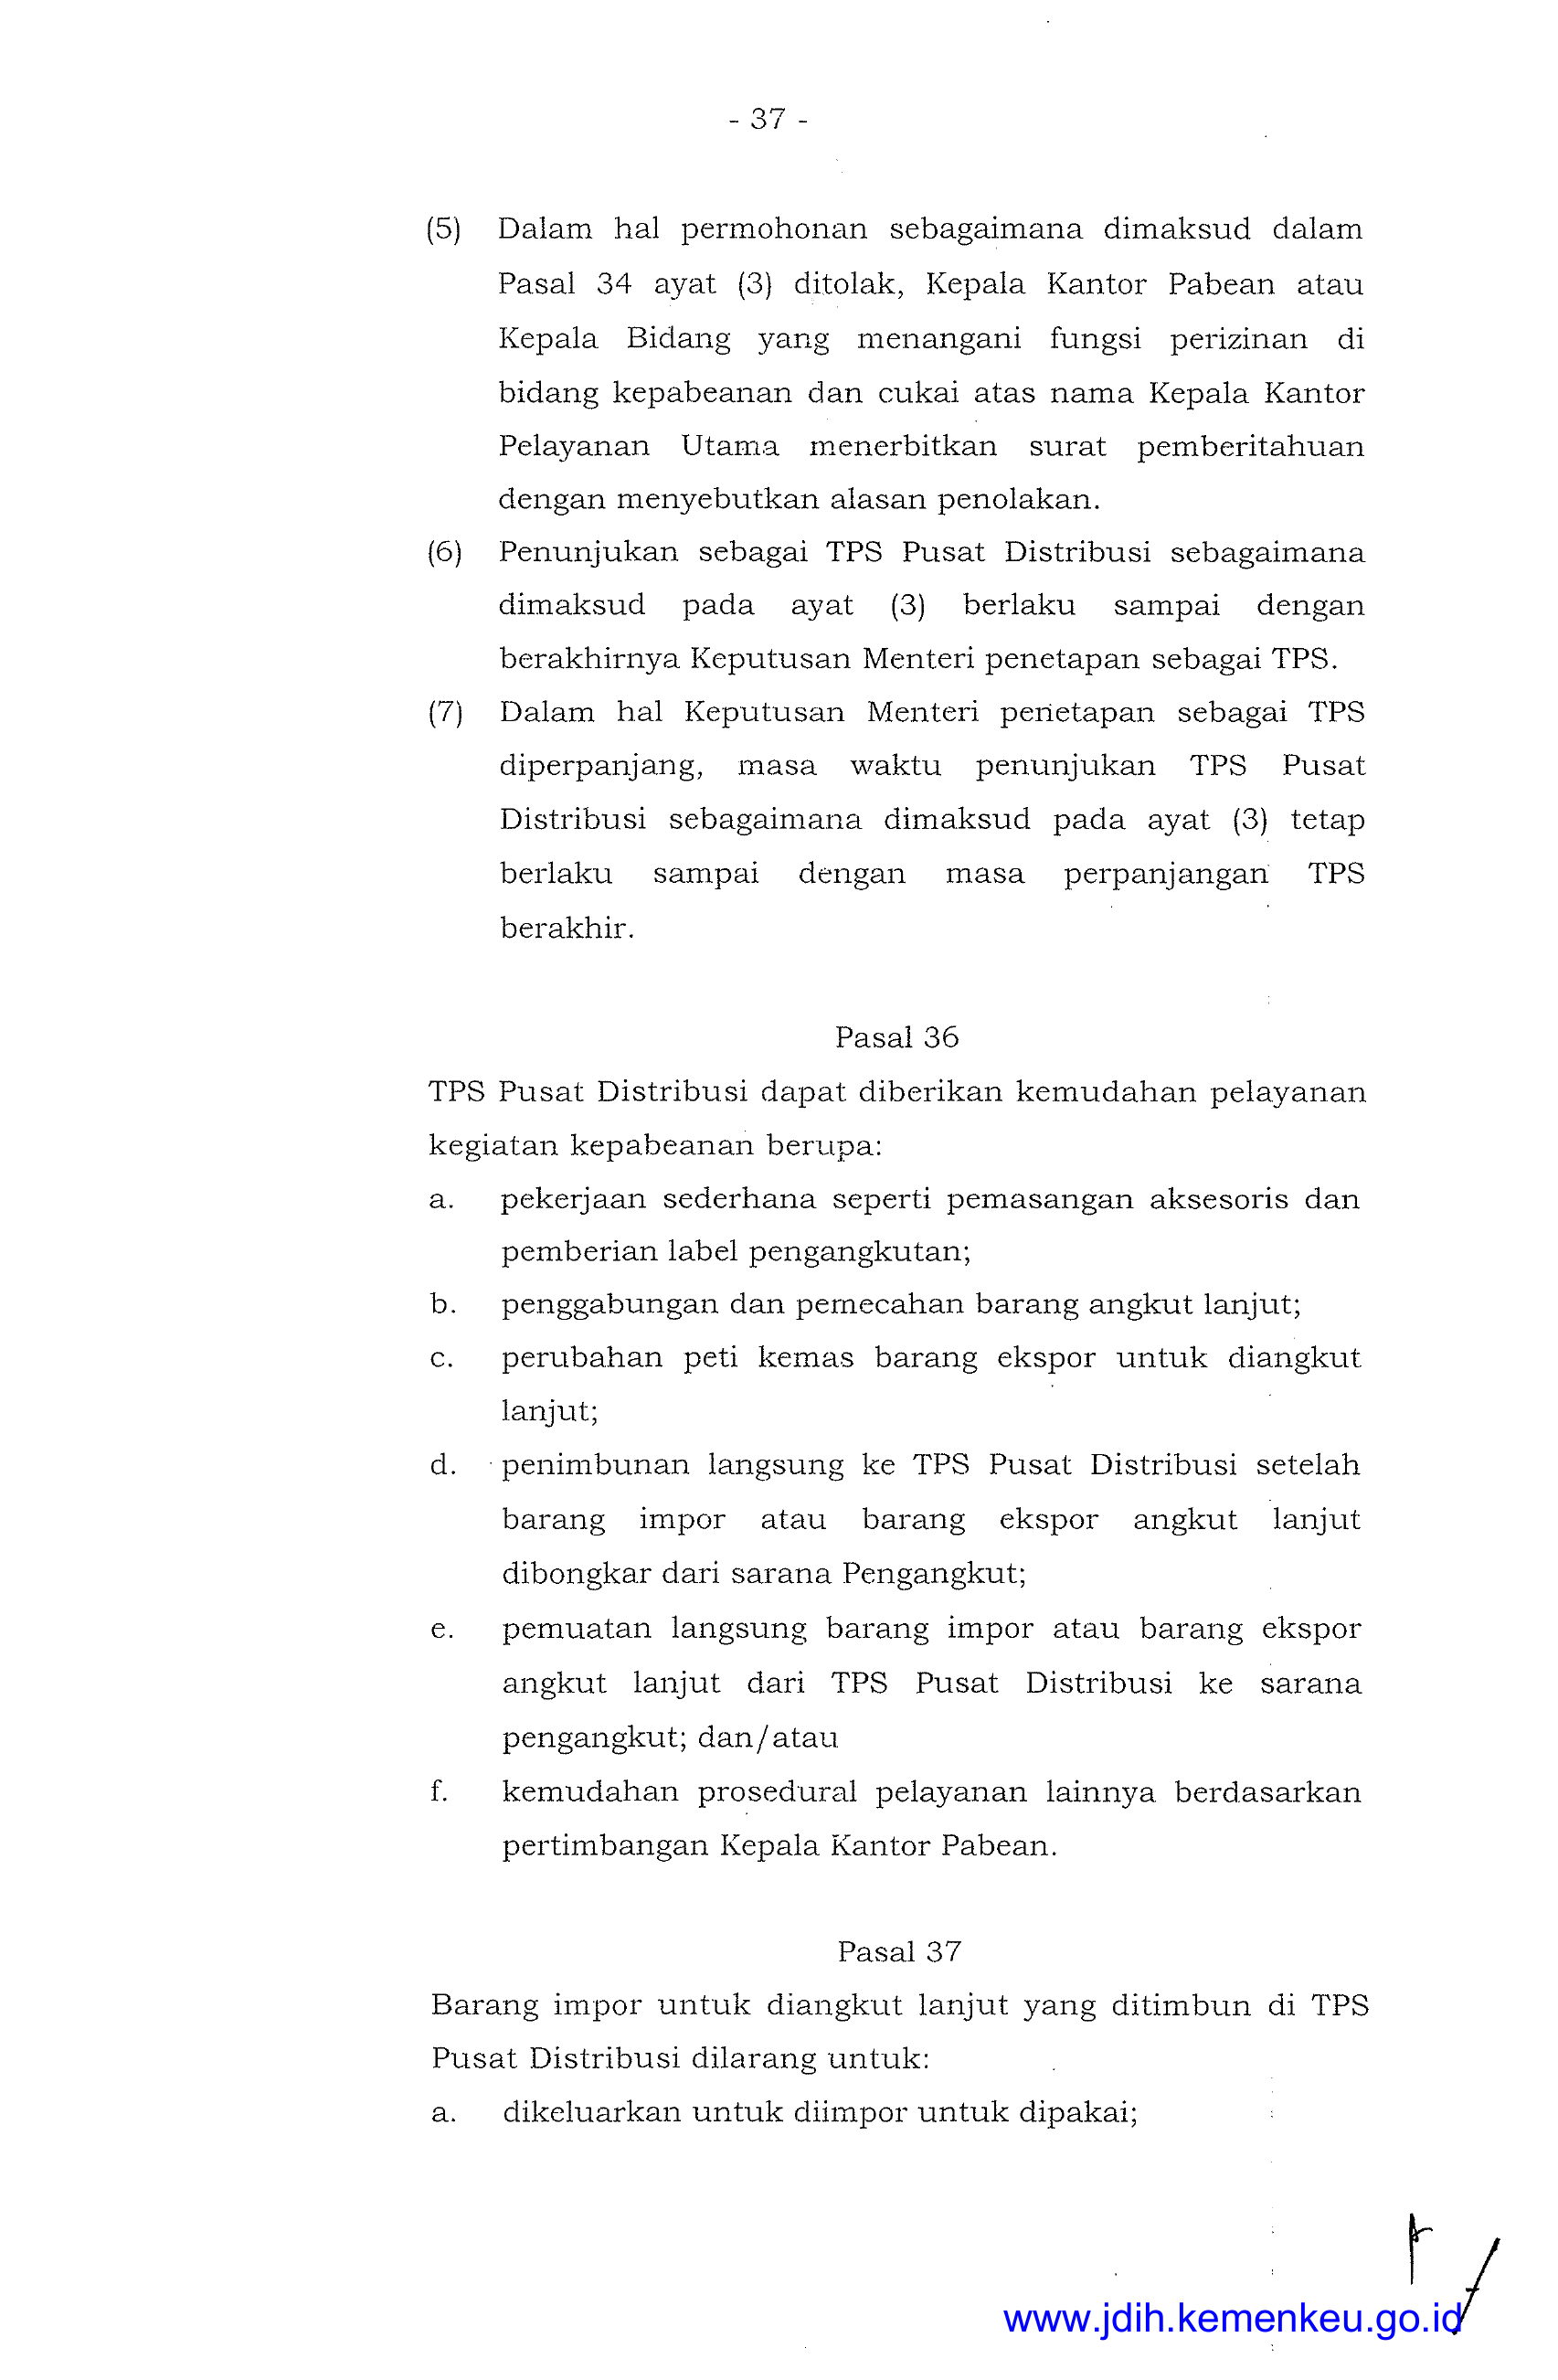 - 37 -
(5) Dalam hal permohonan sebagaimana dimaksud dalam
Pasal 34 ayat (3) ditolak, Kepala Kantor Pabean atau
Kepala Bidang yang menangani fungsi perizinan di
bidang kepabeanan dan cukai atas nama Kepala Kantor
Pelayanan Utama menerbitkan surat pemberitahuan
dengan menyebutkan alasan penolakan.
(6) Penunjukan sebagai TPS Pusat Distribusi sebagaimana
dimaksud pada ayat (3) berlaku sampai dengan
berakhirnya Keputusan Menteri penetapan sebagai TPS.
(7) Dalam hal Keputusan Menteri penetapan sebagai TPS
diperpanjang, masa waktu penunjukan TPS Pusat
Distribusi sebagaimana dimaksud pada ayat (3) tetap
berlaku sampai dengan masa perpanjangan TPS
berakhir.
Pasal 36
TPS Pusat Distribusi dapat diberikan kemudahan pelayanan
kegiatan kepabeanan berupa:
a. pekerjaan sederhana seperti pemasangan aksesoris dan
pemberian label pengangkutan;
b. penggabungan dan pemecahan barang angkut lanjut;
c. perubahan peti kemas barang ekspor untuk diangkut
lanjut;
d. penimbunan langsung ke TPS Pusat Distribusi setelah
barang impor atau barang ekspor angkut lanjut
dibongkar dari sarana Pengangkut;
e. pemuatan langsung barang impor atau barang ekspor
angkut lanjut dari TPS Pusat Distribusi ke sarana
pengangkut; dan/atau
f. kemudahan prosedural pelayanan lainnya berdasarkan
pertimbangan Kepala Kantor Pabean.
Pasal 37
Barang impor untuk diangkut lanjut yang ditimbun di TPS
Pusat Distribusi dilarang untuk:
a. dikeluarkan untuk diimpor untuk dipakai;
www.jdih.kemenkeu.go.id